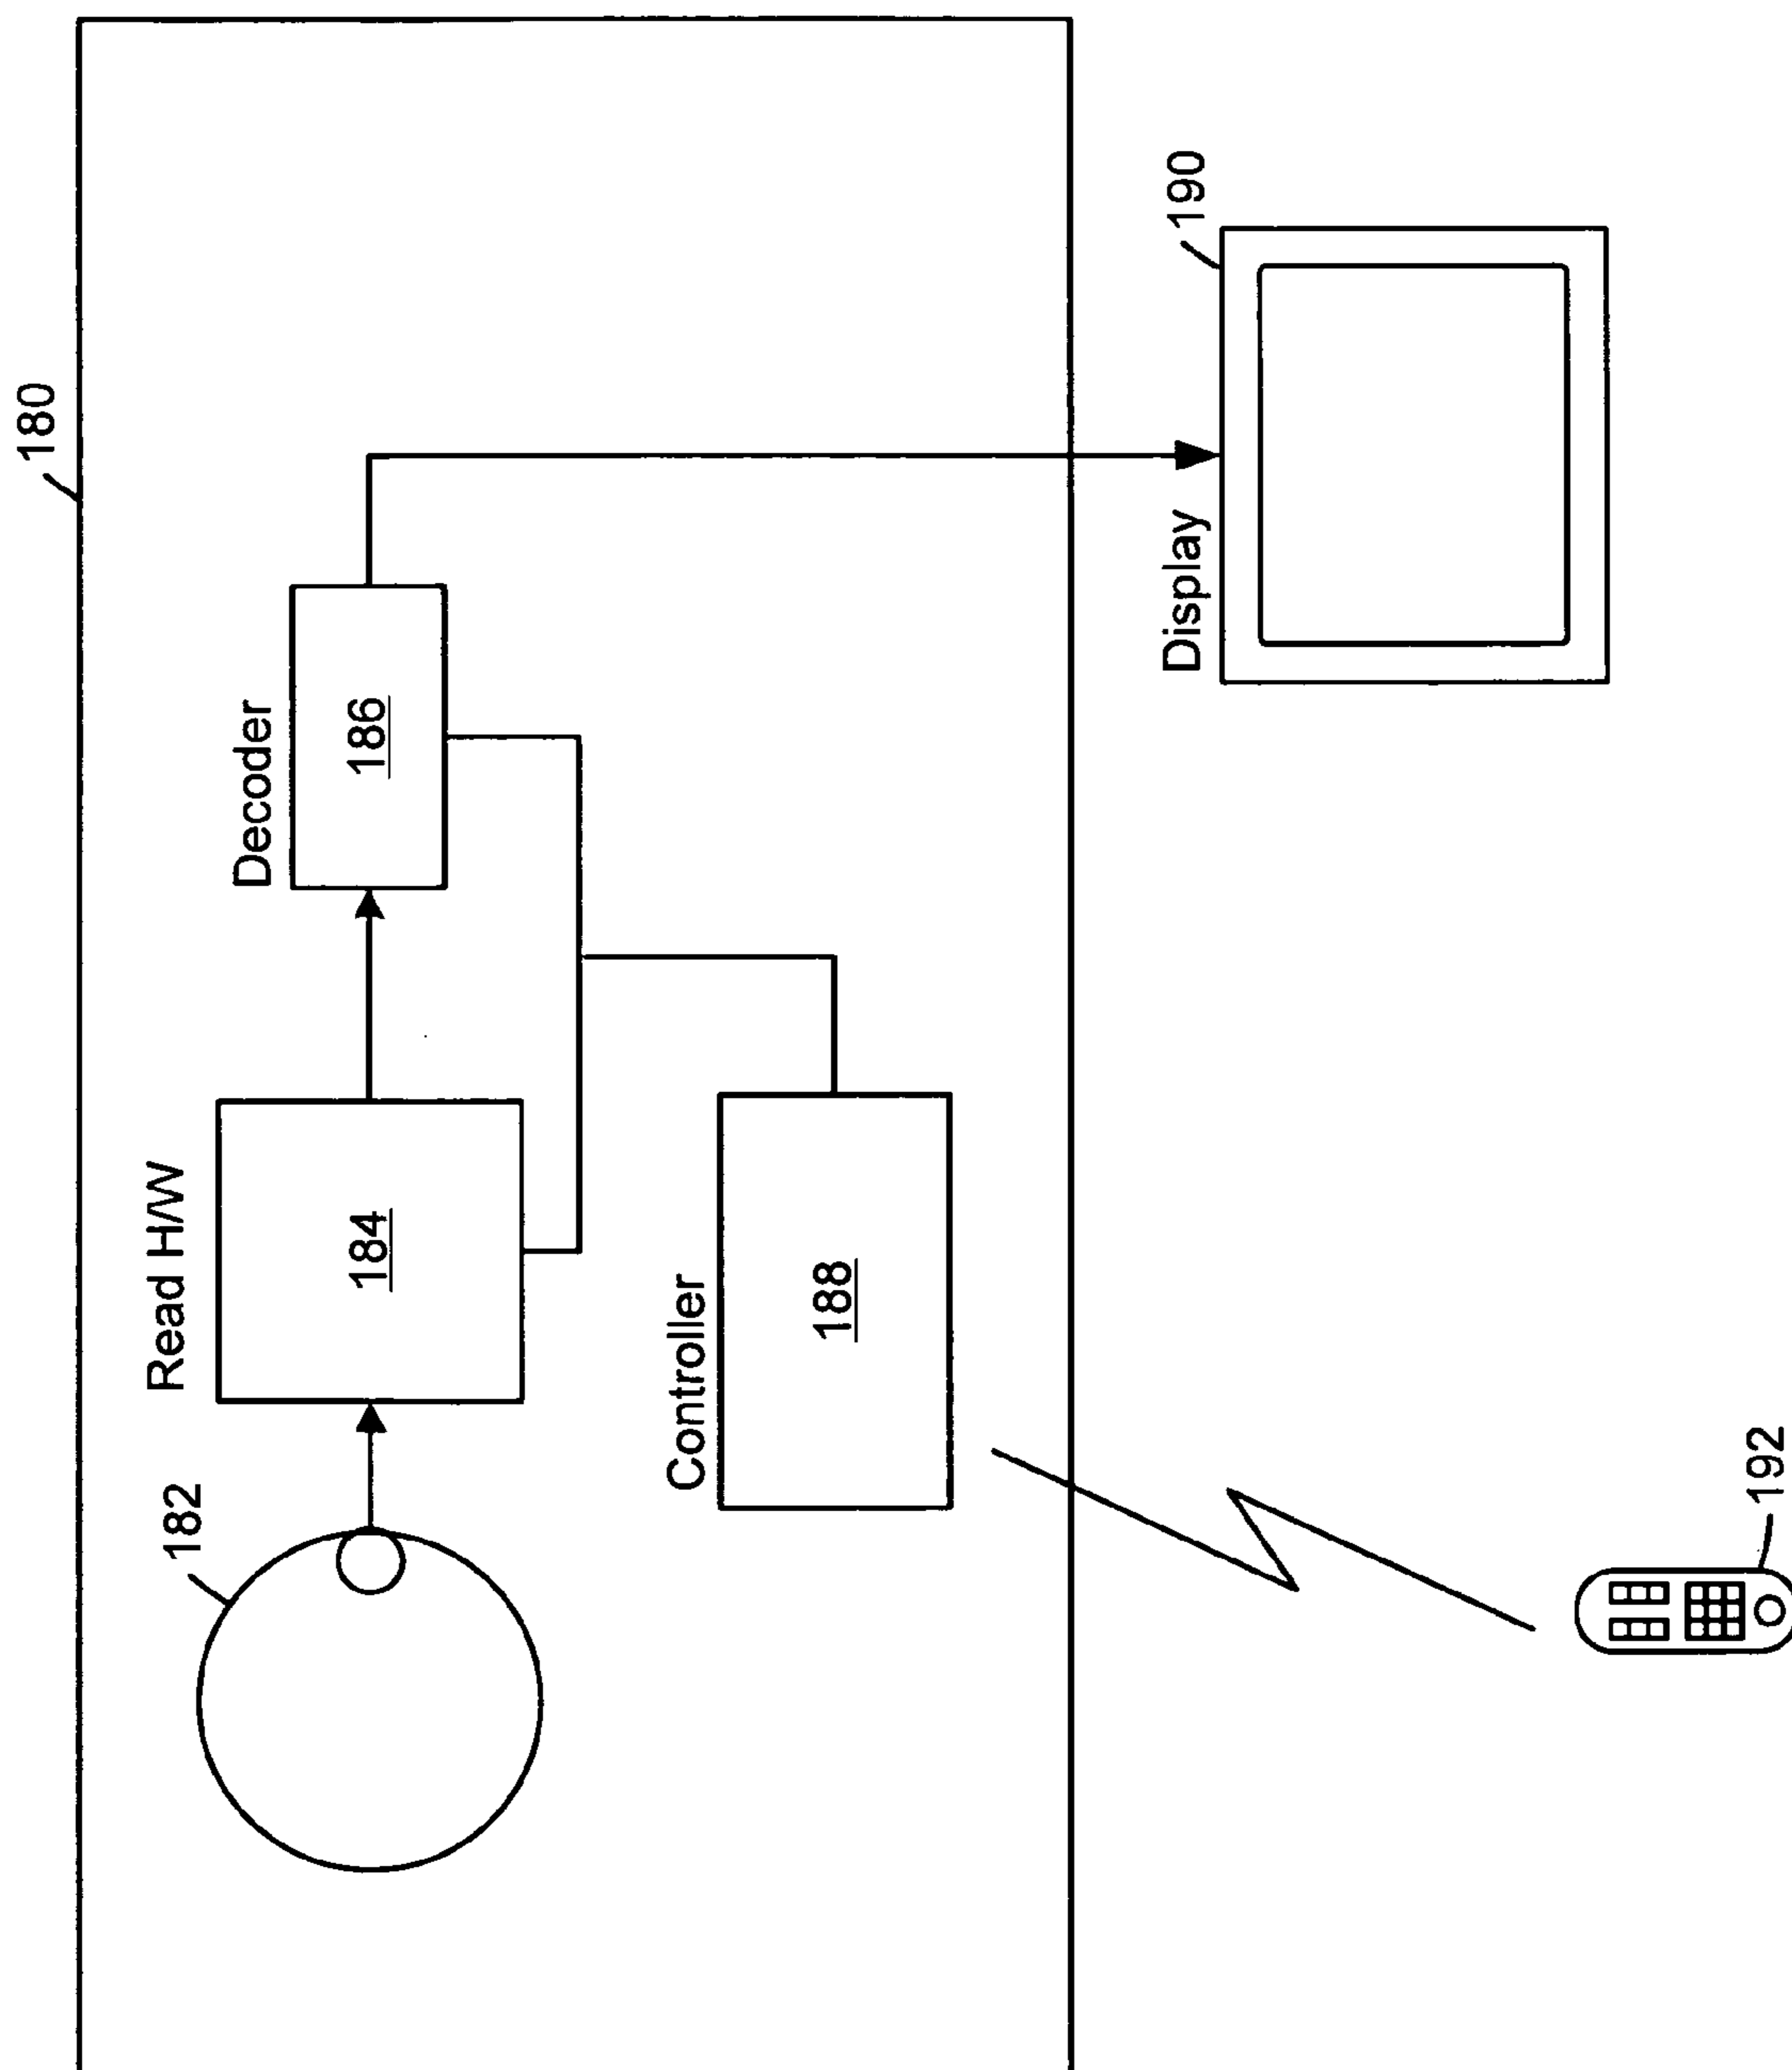 180
182
Read H/W
184
Decoder
186
Controller
188
Display
190
192